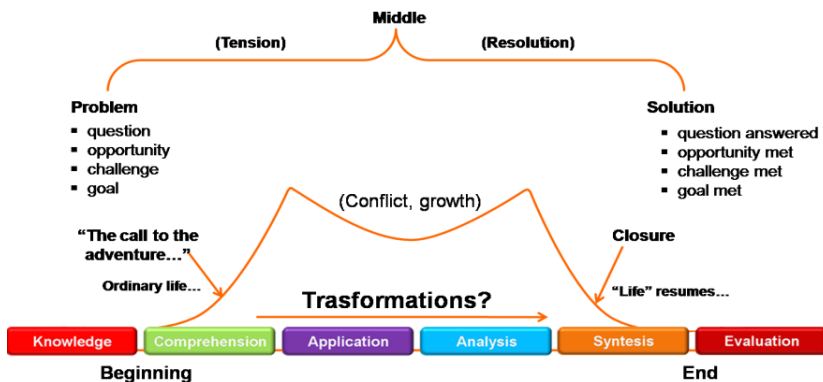 Middle
(Tension)
(Resolution)
Problem
▪ question
▪ opportunity
▪ challenge
▪ goal
Solution
▪ question answered
▪ opportunity met
▪ challenge met
▪ goal met
(Conflict, growth)
“The call to the
adventure…”
Ordinary life…
Closure
“Life” resumes…
Trasformations?
Knowledge
Comprehension
Application
Analysis
Syntesis
Evaluation
Beginning
End